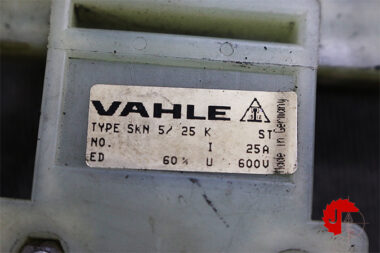 VAHLE
TYPE SKN 5/ 25 K ST
NO. I 25A
ED 60% U 600V
Made in Germany